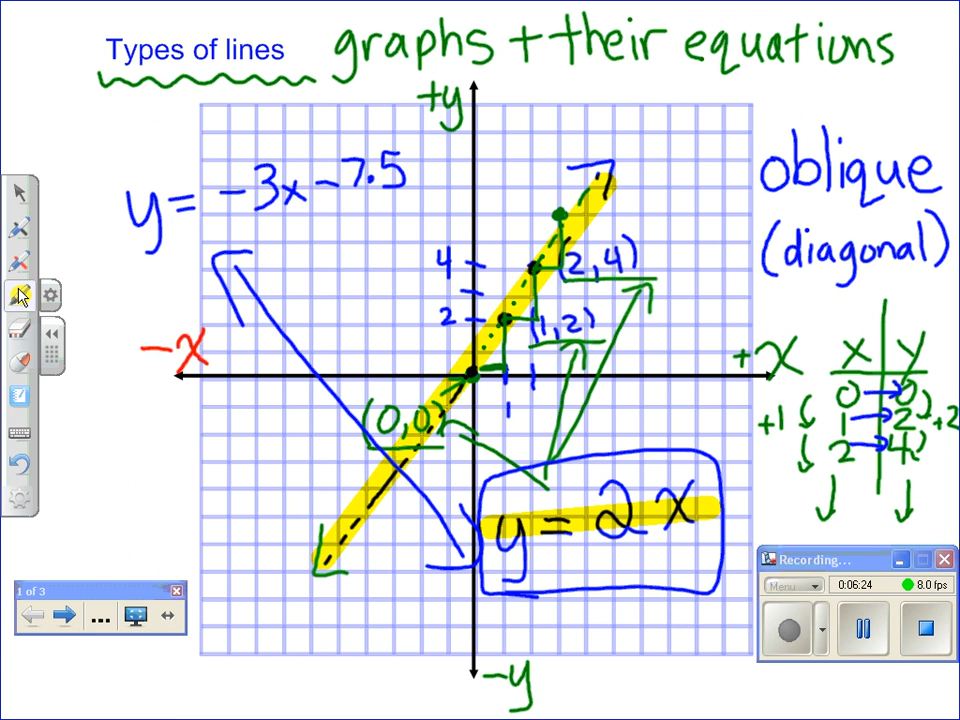 Types of lines graphs + their equations
+y
y = -3x - 7.5
oblique
(diagonal)
4
(2,4)
2
(1,2)
-x
+x
1
1
(0,0)
x y
0 0
+1 1 2 +2
2 4
y = 2x
-y
1 of 3
...
Recording...
Menu
0:06:24
8.0 fps